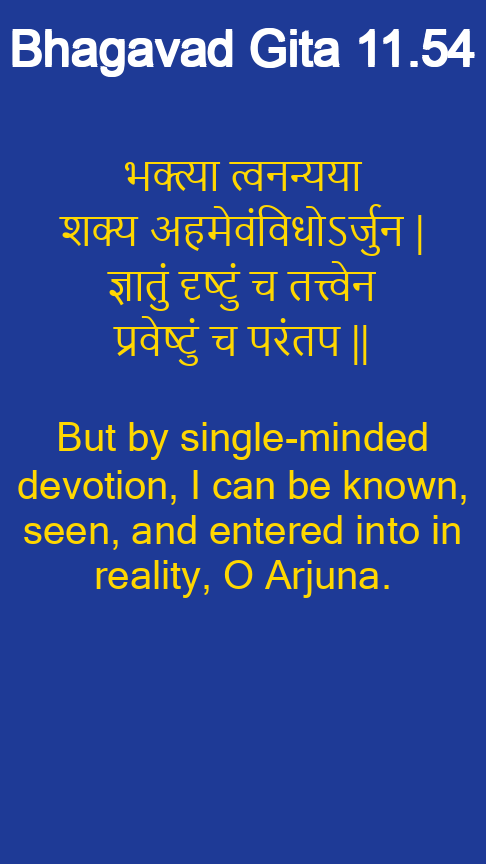 Bhagavad Gita 11.54
भक्त्या त्वनन्यया
शक्य अहमेवंविधोऽर्जुन |
ज्ञातुं दृष्टुं च तत्त्वेन
प्रवेष्टुं च परंतप ||
But by single-minded
devotion, I can be known,
seen, and entered into in
reality, O Arjuna.